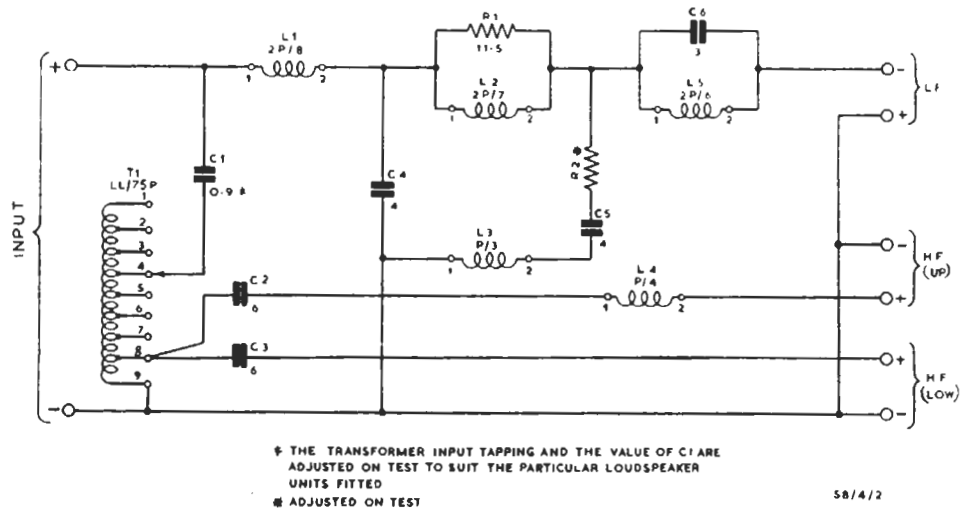 R1
11·5
C6
3
L1
2P/8
1 2
L2
2P/7
1 2
L5
2P/6
1 2
+
-
+
LF
INPUT
T1
LL/75P
1
2
3
4
5
6
7
8
9
C1
0·9 *
C4
4
R2 *
C5
4
L3
P/3
1 2
C2
6
L4
P/4
1 2
-
+
HF
(UP)
C3
6
+
-
HF
(LOW)
-
* THE TRANSFORMER INPUT TAPPING AND THE VALUE OF C1 ARE
ADJUSTED ON TEST TO SUIT THE PARTICULAR LOUDSPEAKER
UNITS FITTED
* ADJUSTED ON TEST
S8/4/2